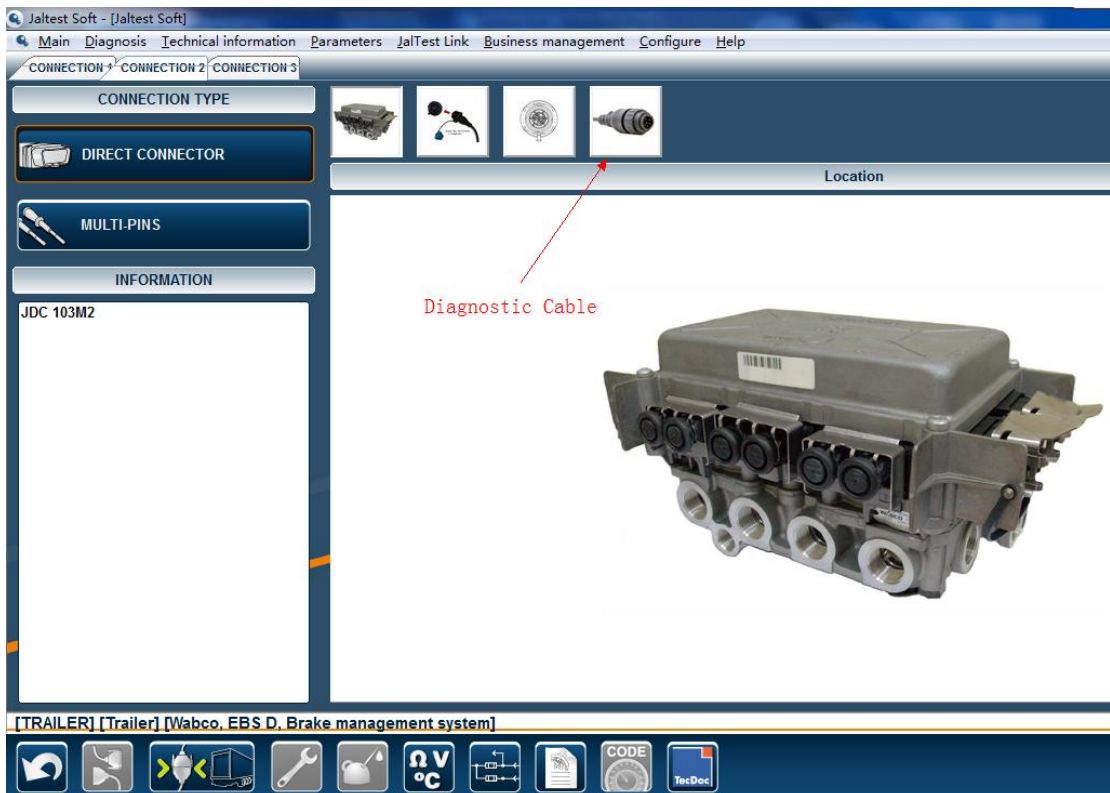 Jaltest Soft - [Jaltest Soft]
Main Diagnosis Technical information Parameters JalTest Link Business management Configure Help
CONNECTION 1 CONNECTION 2 CONNECTION 3
CONNECTION TYPE
DIRECT CONNECTOR
MULTI-PINS
INFORMATION
JDC 103M2
Location
Diagnostic Cable
WABCO
[TRAILER] [Trailer] [Wabco, EBS D, Brake management system]
Ω V
°C
CODE
TecDoc